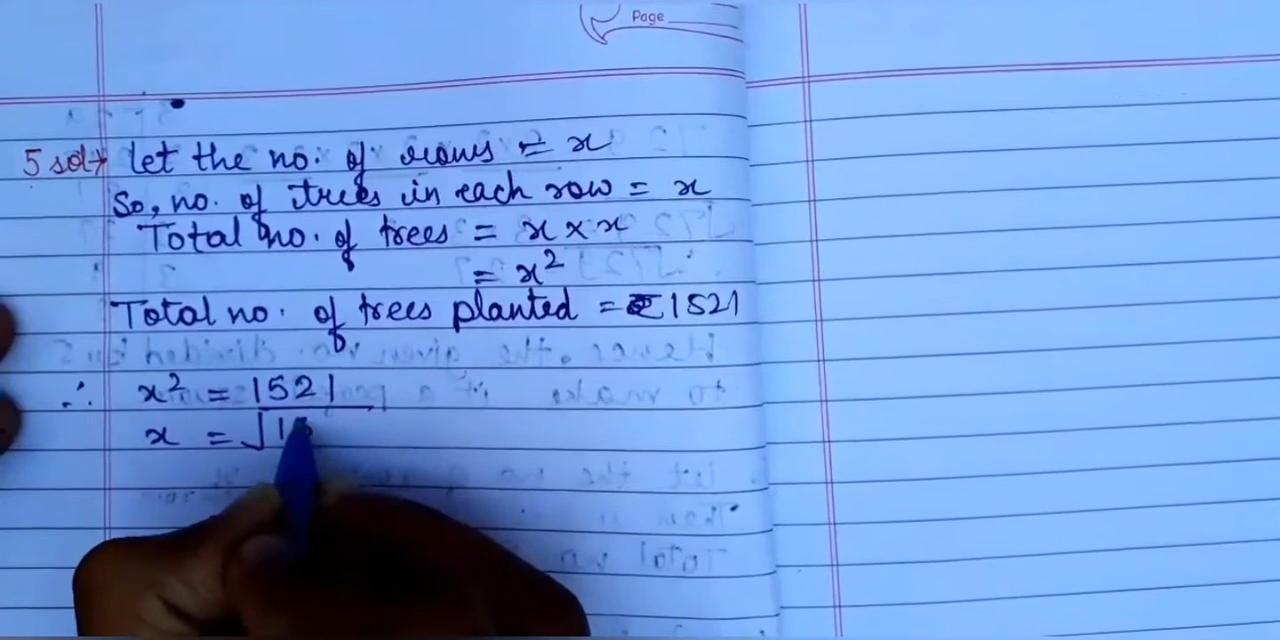 Page
5 sol→ let the no. of rows = x
So, no. of trees in each row = x
Total no. of trees = x × x
= x²
Total no. of trees planted = 1521
∴ x² = 1521
x = √15